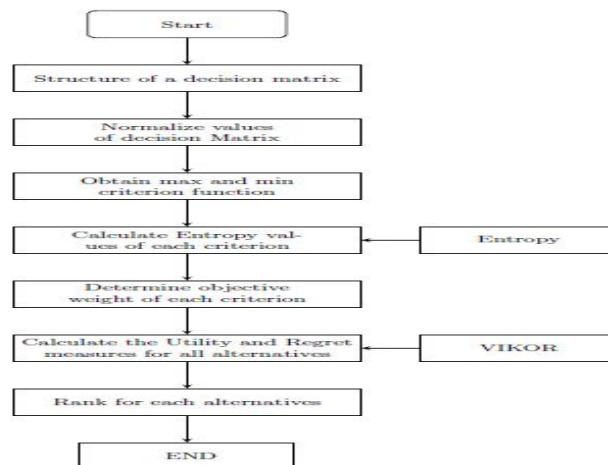 Start
Structure of a decision matrix
Normalize values
of decision Matrix
Obtain max and min
criterion function
Calculate Entropy val-
ues of each criterion
Entropy
Determine objective
weight of each criterion
Calculate the Utility and Regret
measures for all alternatives
VIKOR
Rank for each alternatives
END